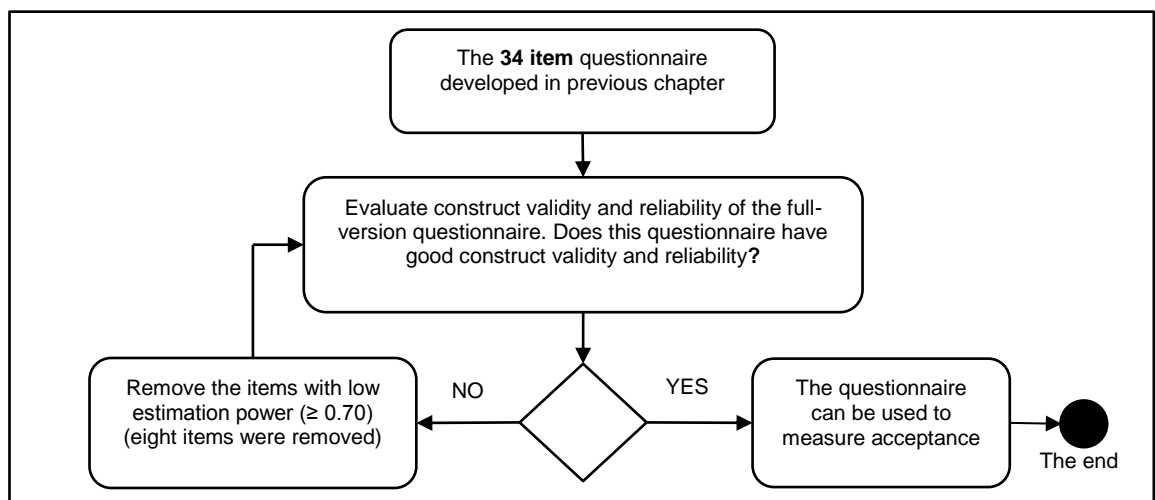 The 34 item questionnaire
developed in previous chapter
Evaluate construct validity and reliability of the full-
version questionnaire. Does this questionnaire have
good construct validity and reliability?
Remove the items with low
estimation power (≥ 0.70)
(eight items were removed)
NO
YES
The questionnaire
can be used to
measure acceptance
The end